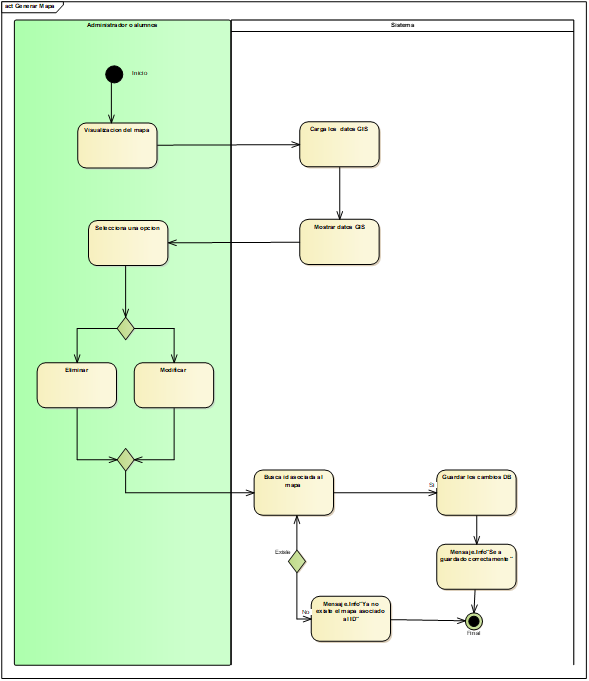 act Generar Mapa
Administrador o alumnos
Sistema
Inicio
Visualizacion del mapa
Carga los datos GIS
Selecciona una opcion
Mostrar datos GIS
Eliminar
Modificar
Busca id asociada al
mapa
Si
Guardar los cambios DB
Existe
Mensaje.Info"Se a
guardado correctamente "
No
Mensaje.Info"Ya no
existe el mapa asociado
al ID"
Final